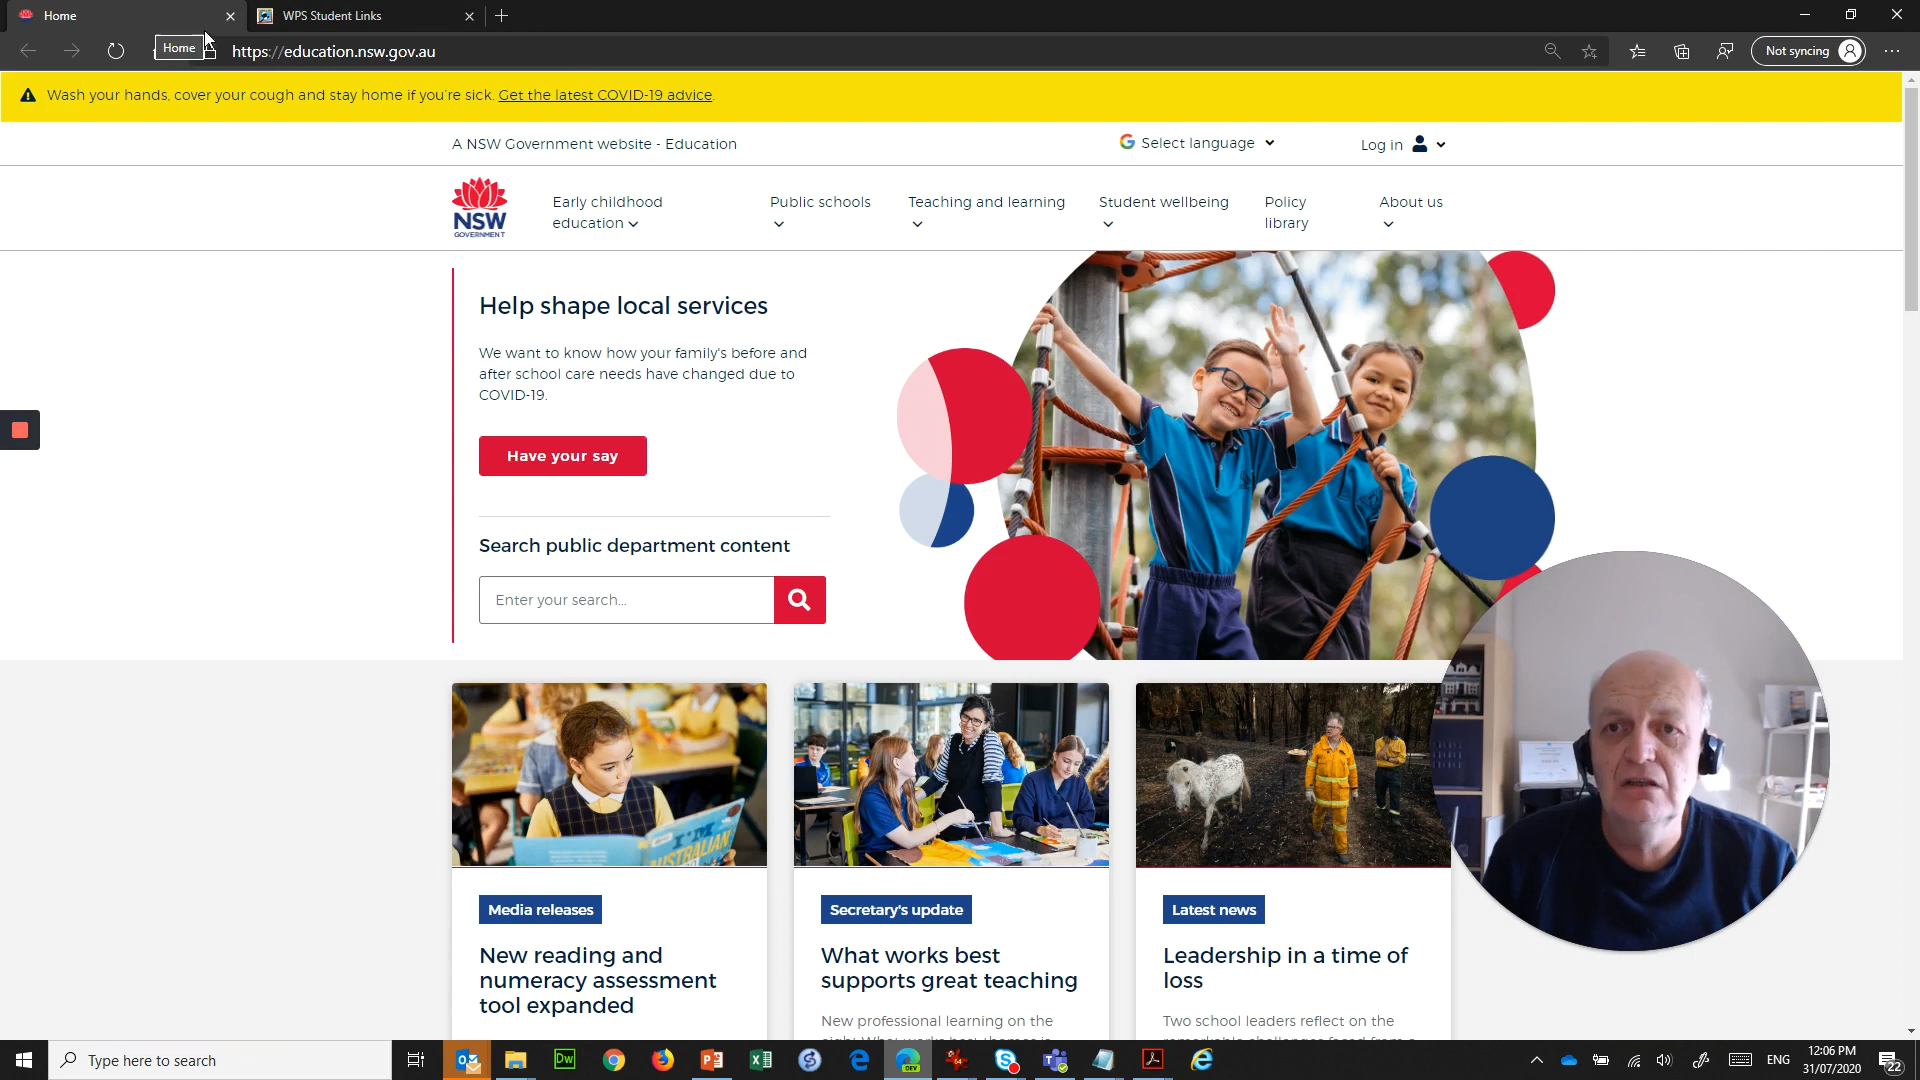 Home
WPS Student Links
Home
https://education.nsw.gov.au
Not syncing
Wash your hands, cover your cough and stay home if you're sick. Get the latest COVID-19 advice.
A NSW Government website - Education
Select language
Log in
NSW
GOVERNMENT
Early childhood
education
Public schools
Teaching and learning
Student wellbeing
Policy
library
About us
Help shape local services
We want to know how your family's before and
after school care needs have changed due to
COVID-19.
Have your say
Search public department content
Enter your search...
AUSTRALIAN
Media releases
Secretary's update
Latest news
New reading and
numeracy assessment
tool expanded
What works best
supports great teaching
Leadership in a time of
loss
New professional learning on the
Two school leaders reflect on the
Type here to search
Dw
DEV
ENG
12:06 PM
31/07/2020
22